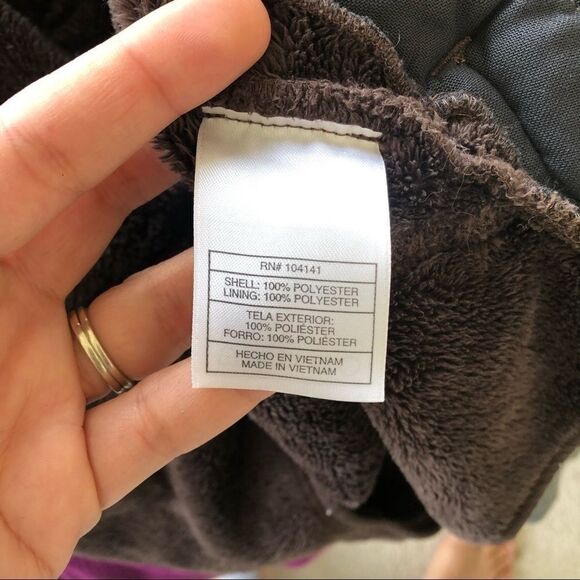 RN# 104141
SHELL: 100% POLYESTER
LINING: 100% POLYESTER
TELA EXTERIOR:
100% POLIÉSTER
FORRO: 100% POLIÉSTER
HECHO EN VIETNAM
MADE IN VIETNAM